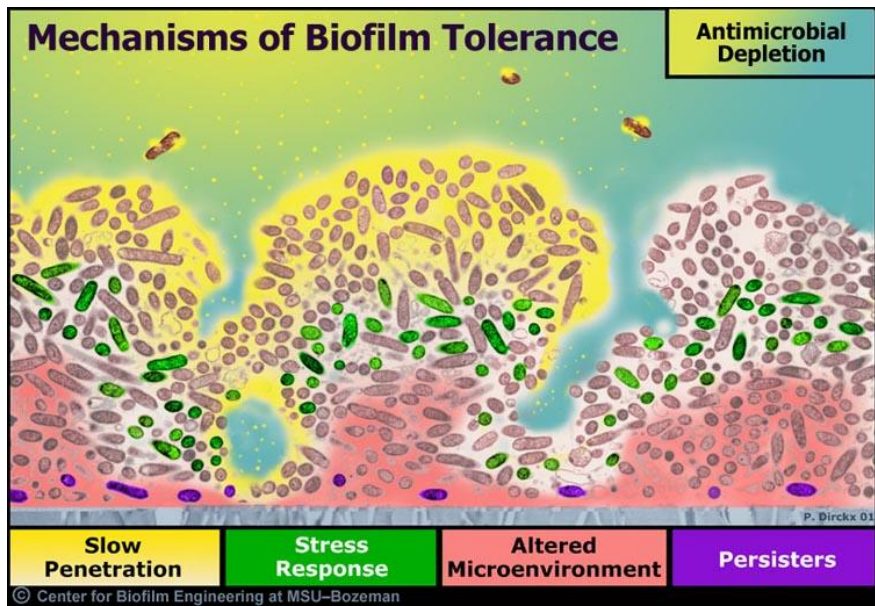 Mechanisms of Biofilm Tolerance
Antimicrobial
Depletion
P. Dirckx 01
Slow
Penetration
Stress
Response
Altered
Microenvironment
Persisters
© Center for Biofilm Engineering at MSU–Bozeman